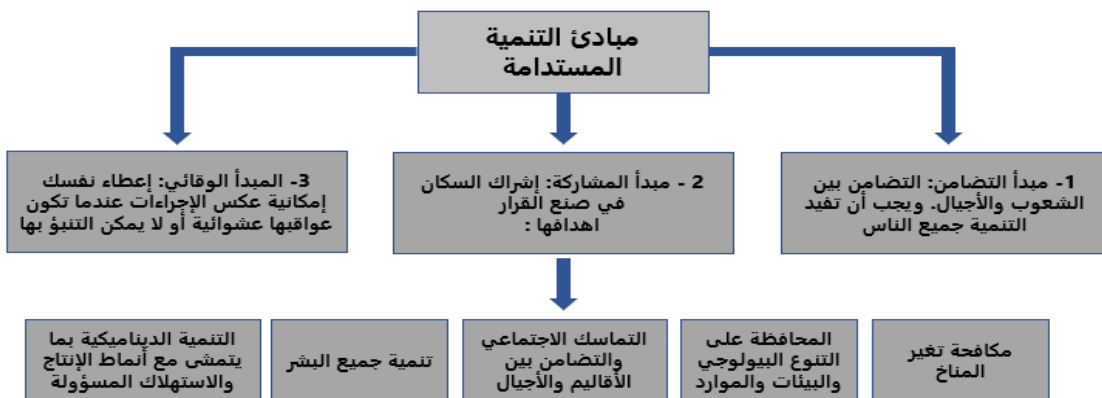 مبادئ التنمية
المستدامة
1- مبدأ التضامن: التضامن بين
الشعوب والأجيال. ويجب أن تفيد
التنمية جميع الناس
2 - مبدأ المشاركة: إشراك السكان
في صنع القرار
اهدافها :
3- المبدأ الوقائي: إعطاء نفسك
إمكانية عكس الإجراءات عندما تكون
عواقبها عشوائية أو لا يمكن التنبؤ بها
مكافحة تغير
المناخ
المحافظة على
التنوع البيولوجي
والبيئات والموارد
التماسك الاجتماعي
والتضامن بين
الأقاليم والأجيال
تنمية جميع البشر
التنمية الديناميكية بما
يتمشى مع أنماط الإنتاج
والاستهلاك المسؤولة